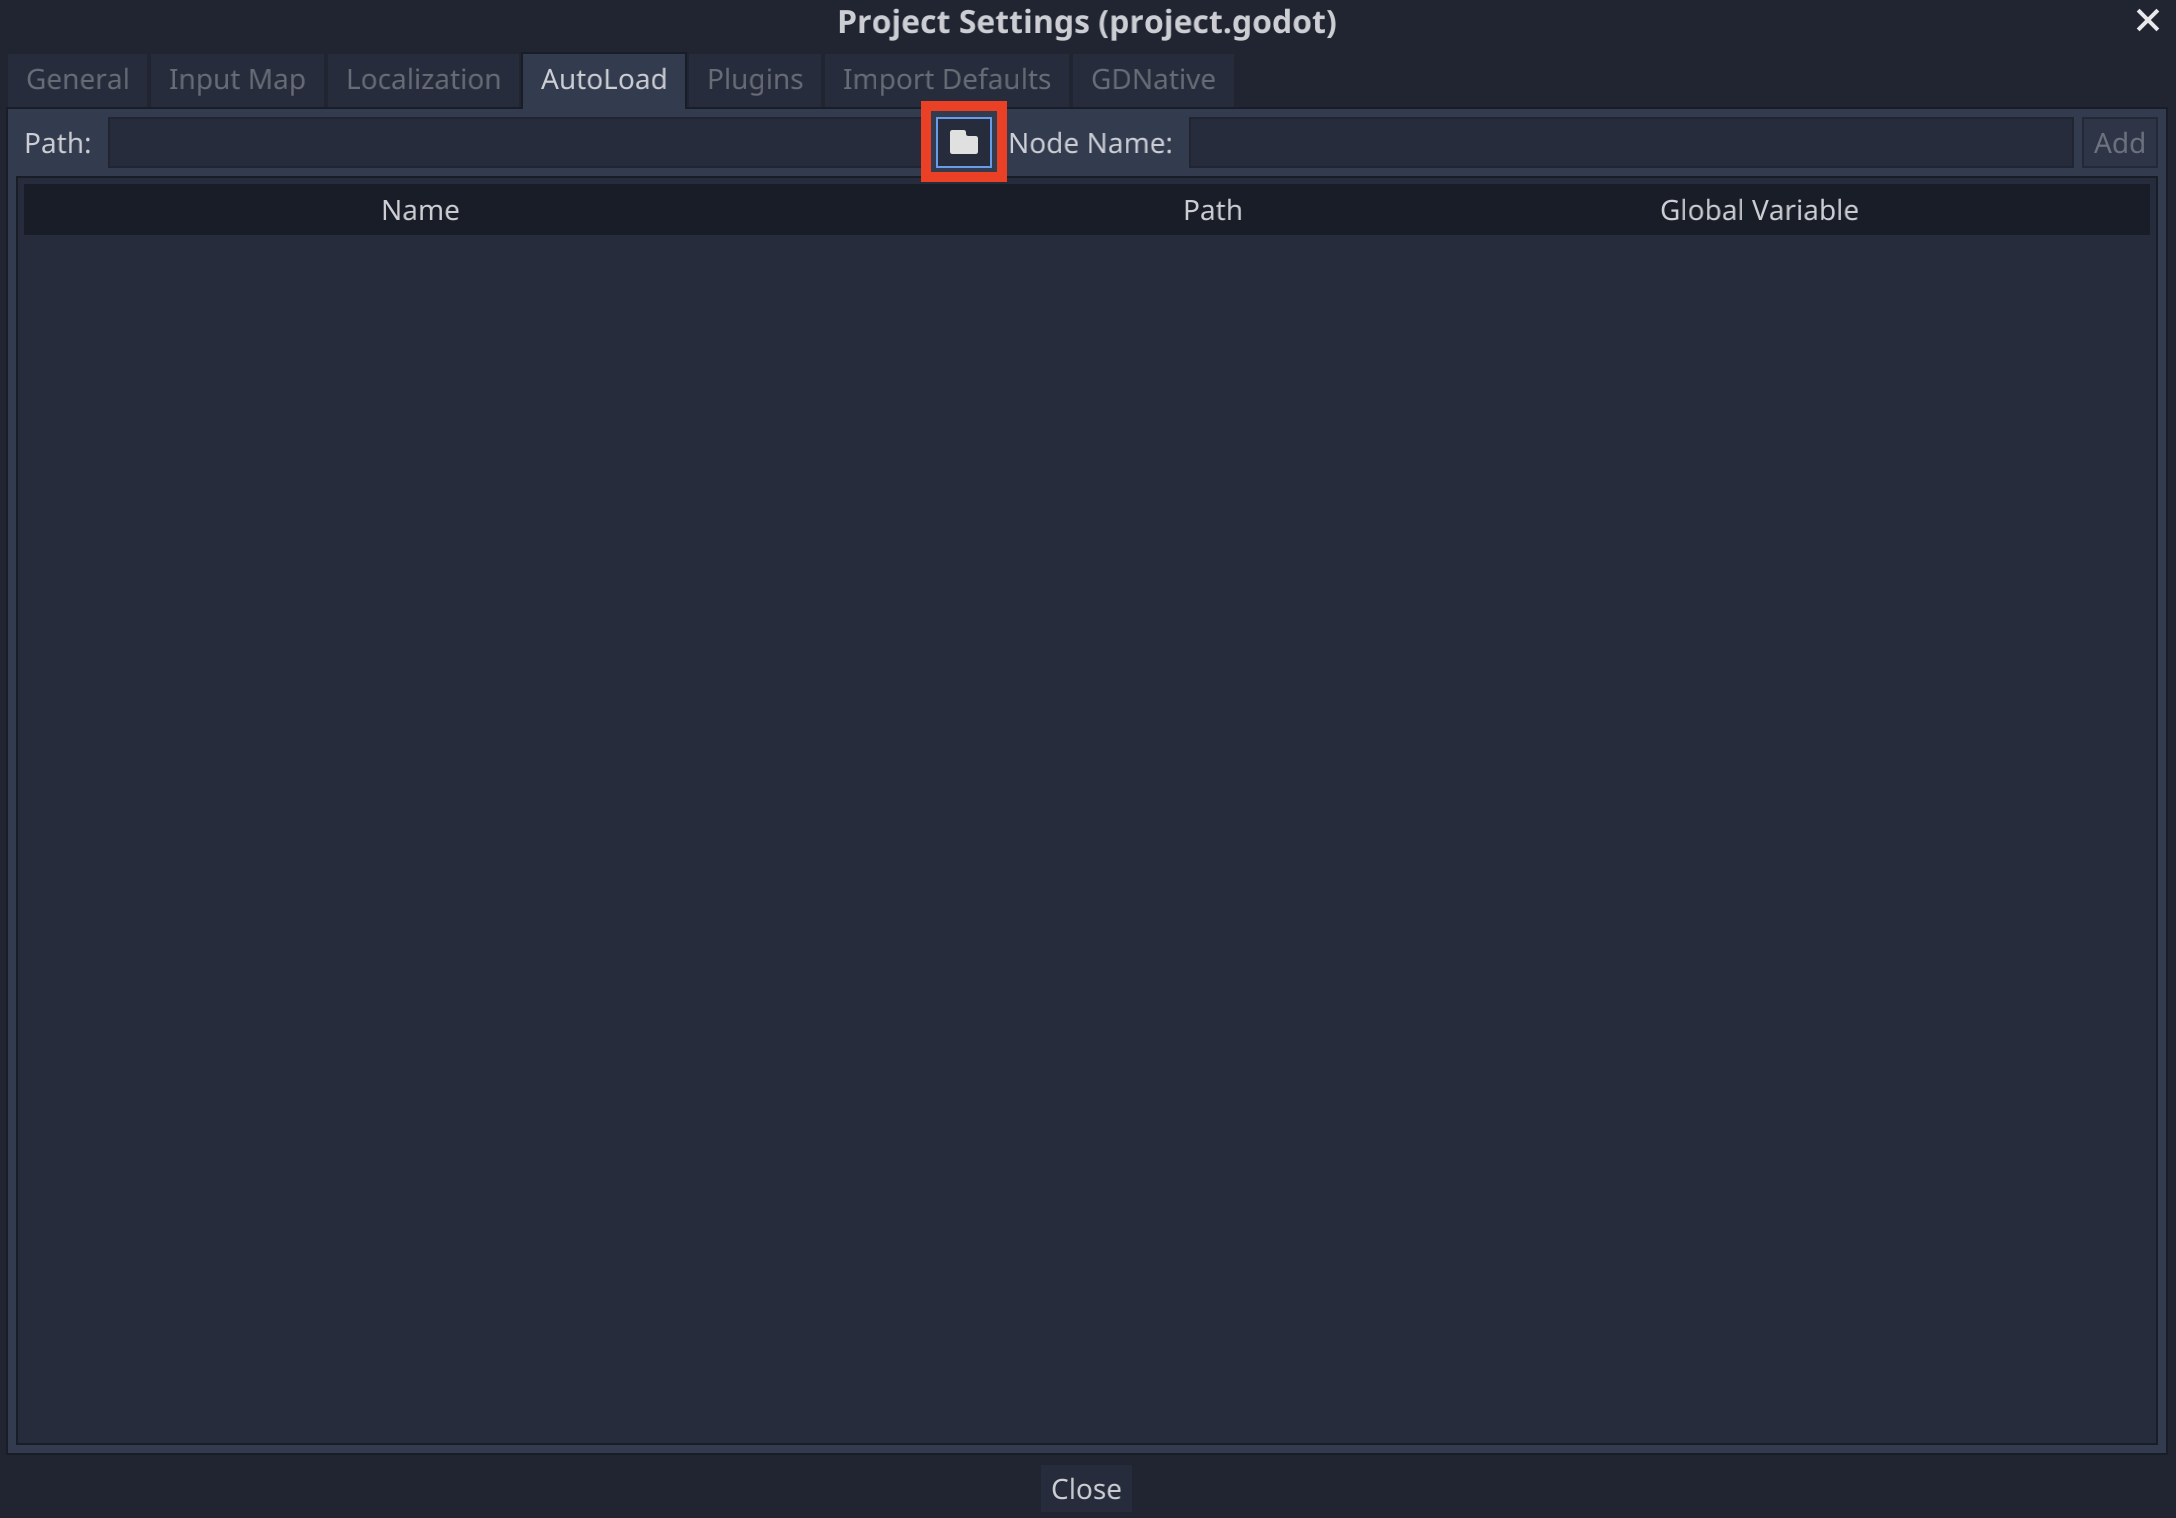 Project Settings (project.godot)
General Input Map Localization AutoLoad Plugins Import Defaults GDNative
Path: Node Name: Add
Name Path Global Variable
Close